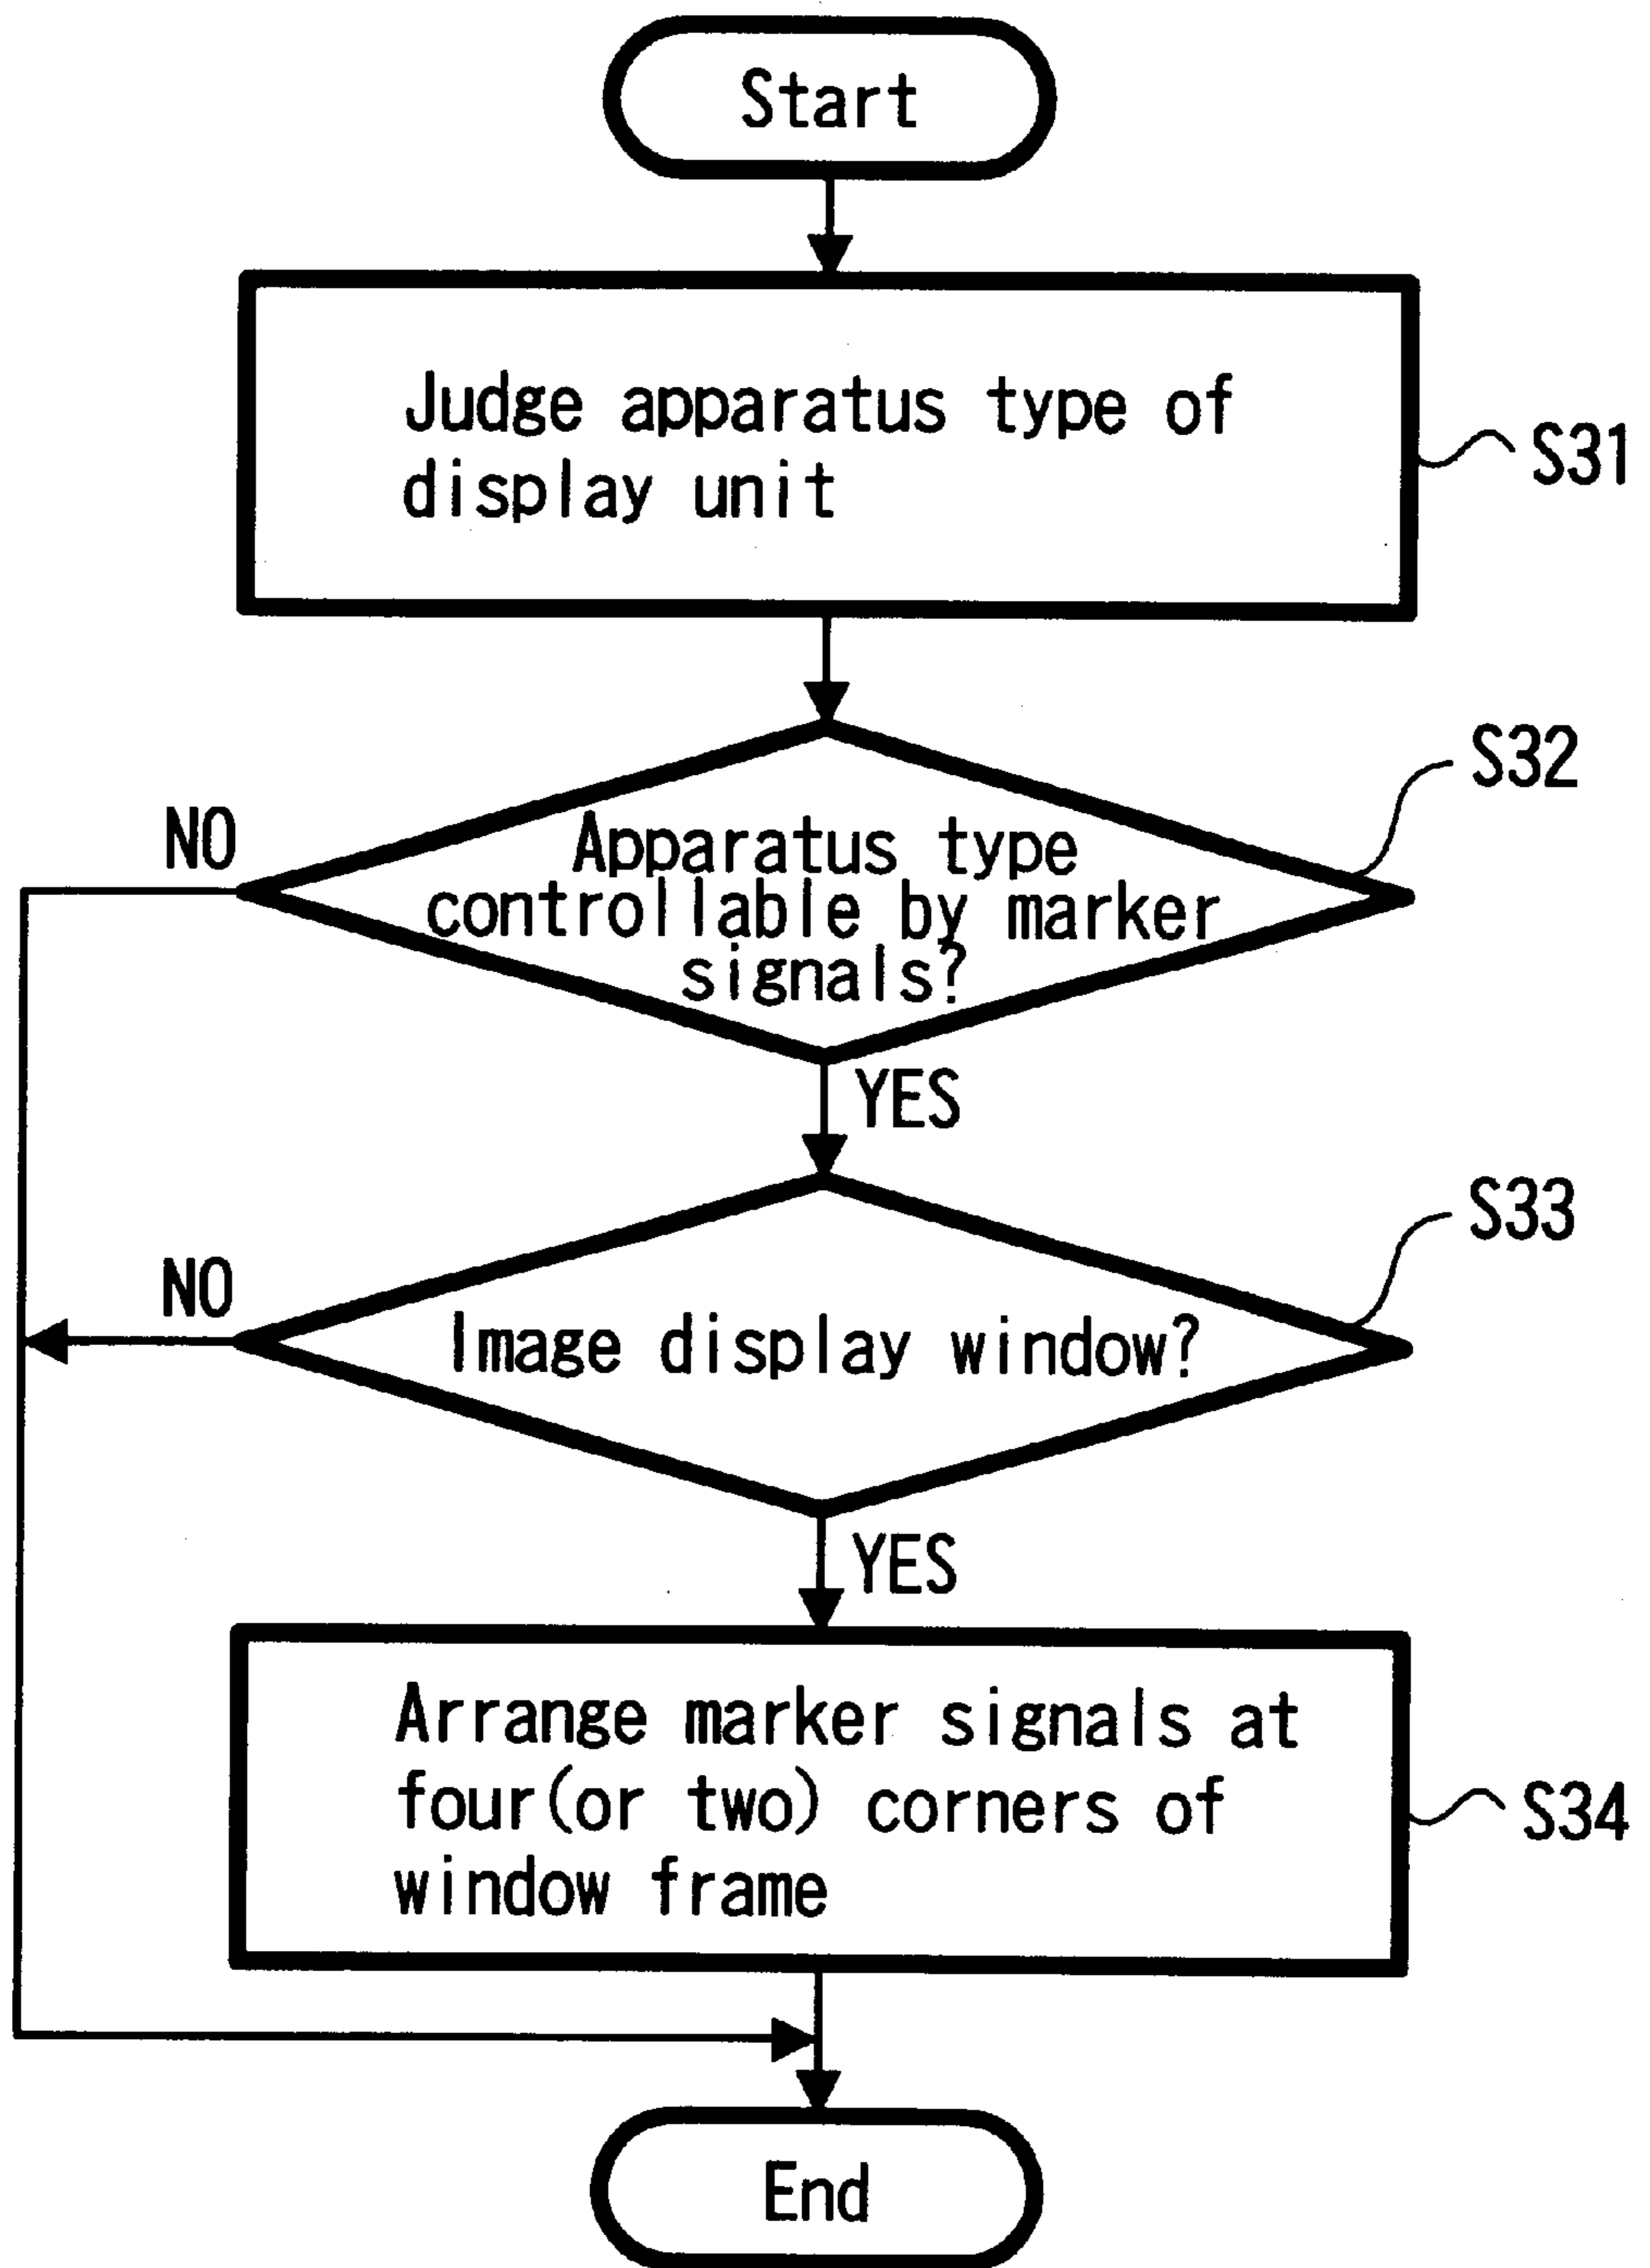 Start
Judge apparatus type of
display unit
S31
S32
NO
Apparatus type
controllable by marker
signals?
YES
S33
NO
Image display window?
YES
Arrange marker signals at
four(or two) corners of
window frame
S34
End